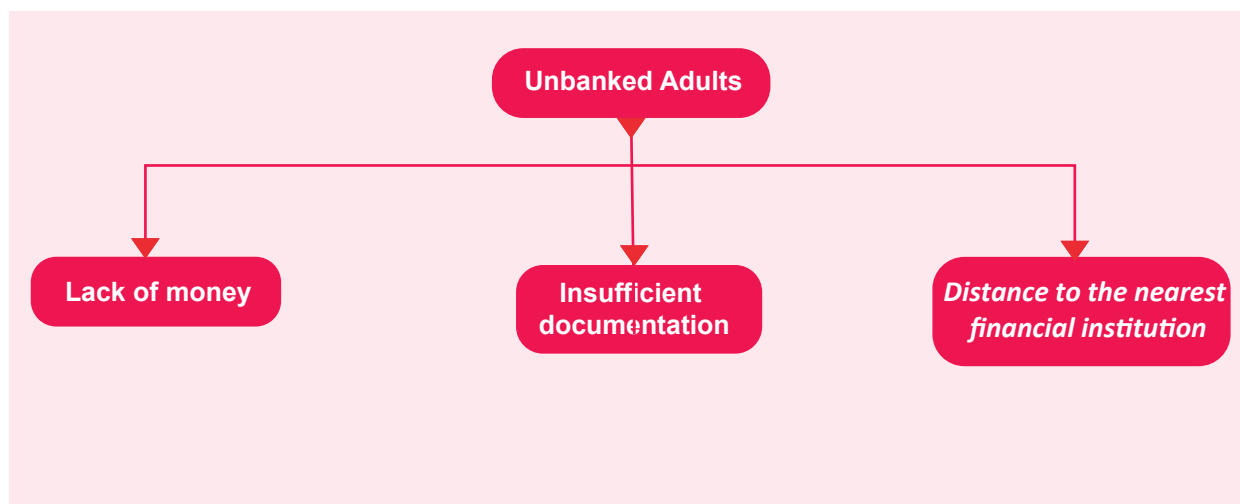 Unbanked Adults
Lack of money
Insufficient
documentation
Distance to the nearest
financial institution